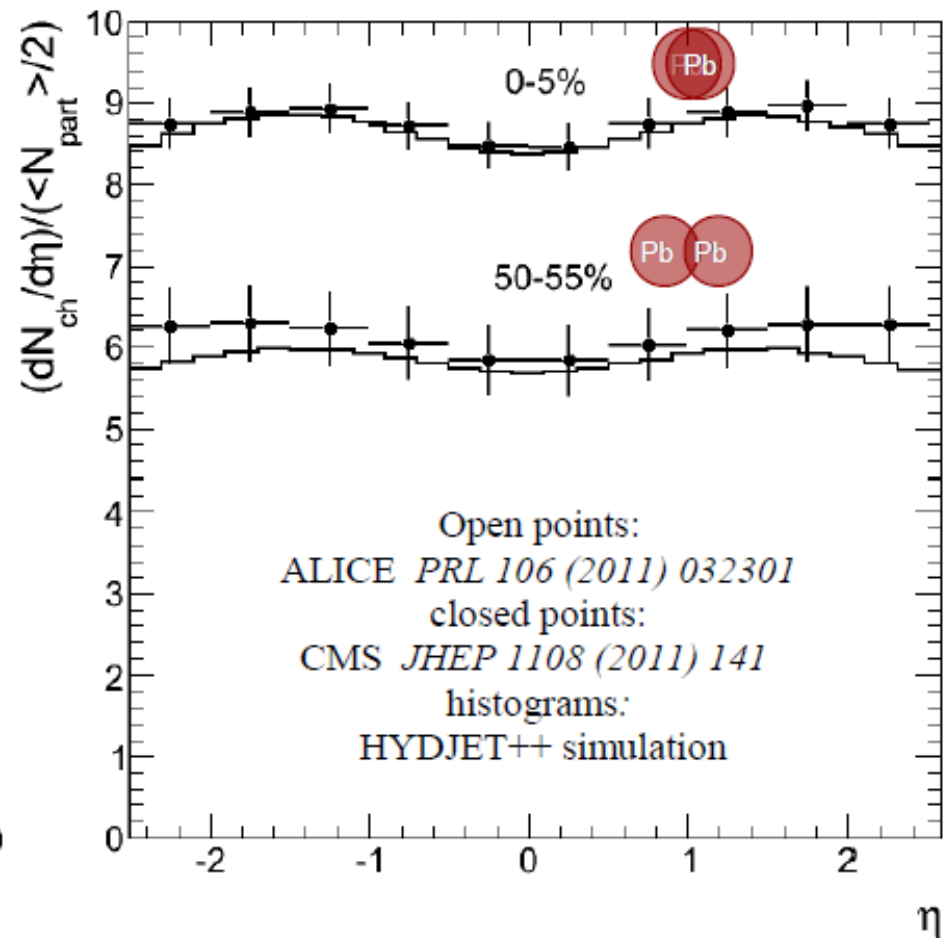 (dN_ch/dη)/(<N_part>/2)
10
9
8
7
6
5
4
3
2
1
0
0-5%
Pb
50-55%
Pb Pb
Open points:
ALICE PRL 106 (2011) 032301
closed points:
CMS JHEP 1108 (2011) 141
histograms:
HYDJET++ simulation
-2 -1 0 1 2
η